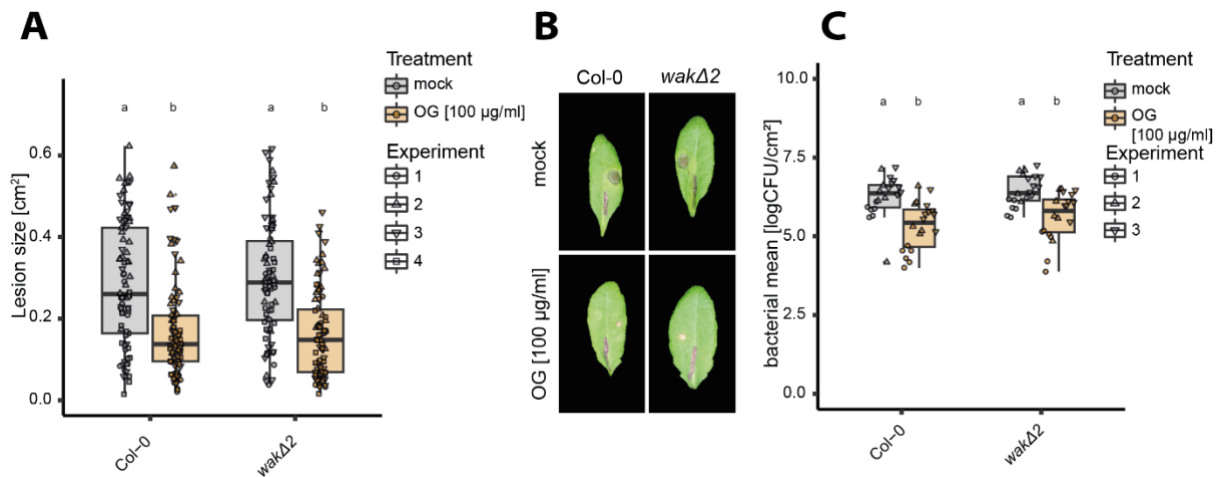 A
Lesion size [cm²]
0.6
0.4
0.2
0.0
a
b
a
b
Col–0
wakΔ2
Treatment
mock
OG [100 µg/ml]
Experiment
1
2
3
4
B
Col-0
wakΔ2
mock
OG [100 µg/ml]
C
bacterial mean [logCFU/cm²]
10.0
7.5
5.0
2.5
0.0
a
b
a
b
Col–0
wakΔ2
Treatment
mock
OG
[100 µg/ml]
Experiment
1
2
3